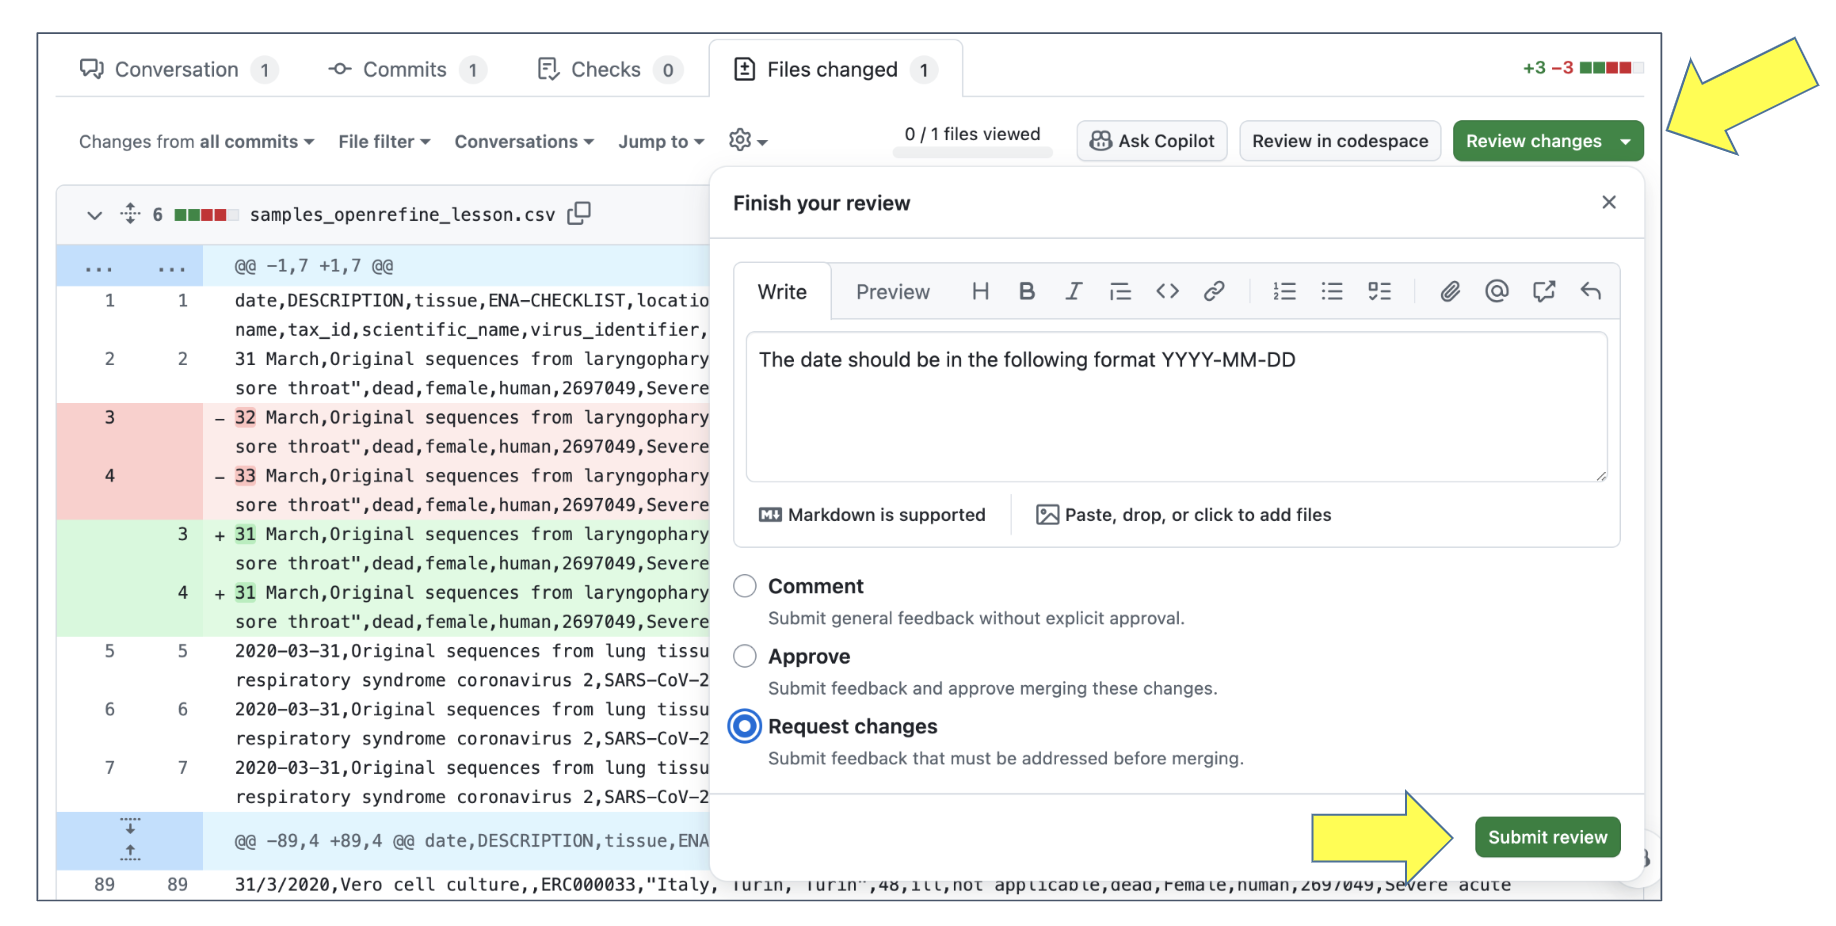 Conversation 1 Commits 1 Checks 0 Files changed 1 +3 −3
Changes from all commits File filter Conversations Jump to 0 / 1 files viewed Ask Copilot Review in codespace Review changes
6 samples_openrefine_lesson.csv
Finish your review
... ... @@ -1,7 +1,7 @@
Write Preview
1 1 date,DESCRIPTION,tissue,ENA-CHECKLIST,locatio
name,tax_id,scientific_name,virus_identifier,
2 2 31 March,Original sequences from laryngophary
sore throat",dead,female,human,2697049,Severe
3 - 32 March,Original sequences from laryngophary
sore throat",dead,female,human,2697049,Severe
4 - 33 March,Original sequences from laryngophary
sore throat",dead,female,human,2697049,Severe
3 + 31 March,Original sequences from laryngophary
sore throat",dead,female,human,2697049,Severe
4 + 31 March,Original sequences from laryngophary
sore throat",dead,female,human,2697049,Severe
5 5 2020-03-31,Original sequences from lung tissu
respiratory syndrome coronavirus 2,SARS-CoV-2
6 6 2020-03-31,Original sequences from lung tissu
respiratory syndrome coronavirus 2,SARS-CoV-2
7 7 2020-03-31,Original sequences from lung tissu
respiratory syndrome coronavirus 2,SARS-CoV-2
@@ -89,4 +89,4 @@ date,DESCRIPTION,tissue,ENA
The date should be in the following format YYYY-MM-DD
Markdown is supported Paste, drop, or click to add files
Comment
Submit general feedback without explicit approval.
Approve
Submit feedback and approve merging these changes.
Request changes
Submit feedback that must be addressed before merging.
Submit review
89 89 31/3/2020,Vero cell culture,,ERC000033,"Italy, Turin, Turin",48,ill,not applicable,dead,Female,human,2697049,Severe acute